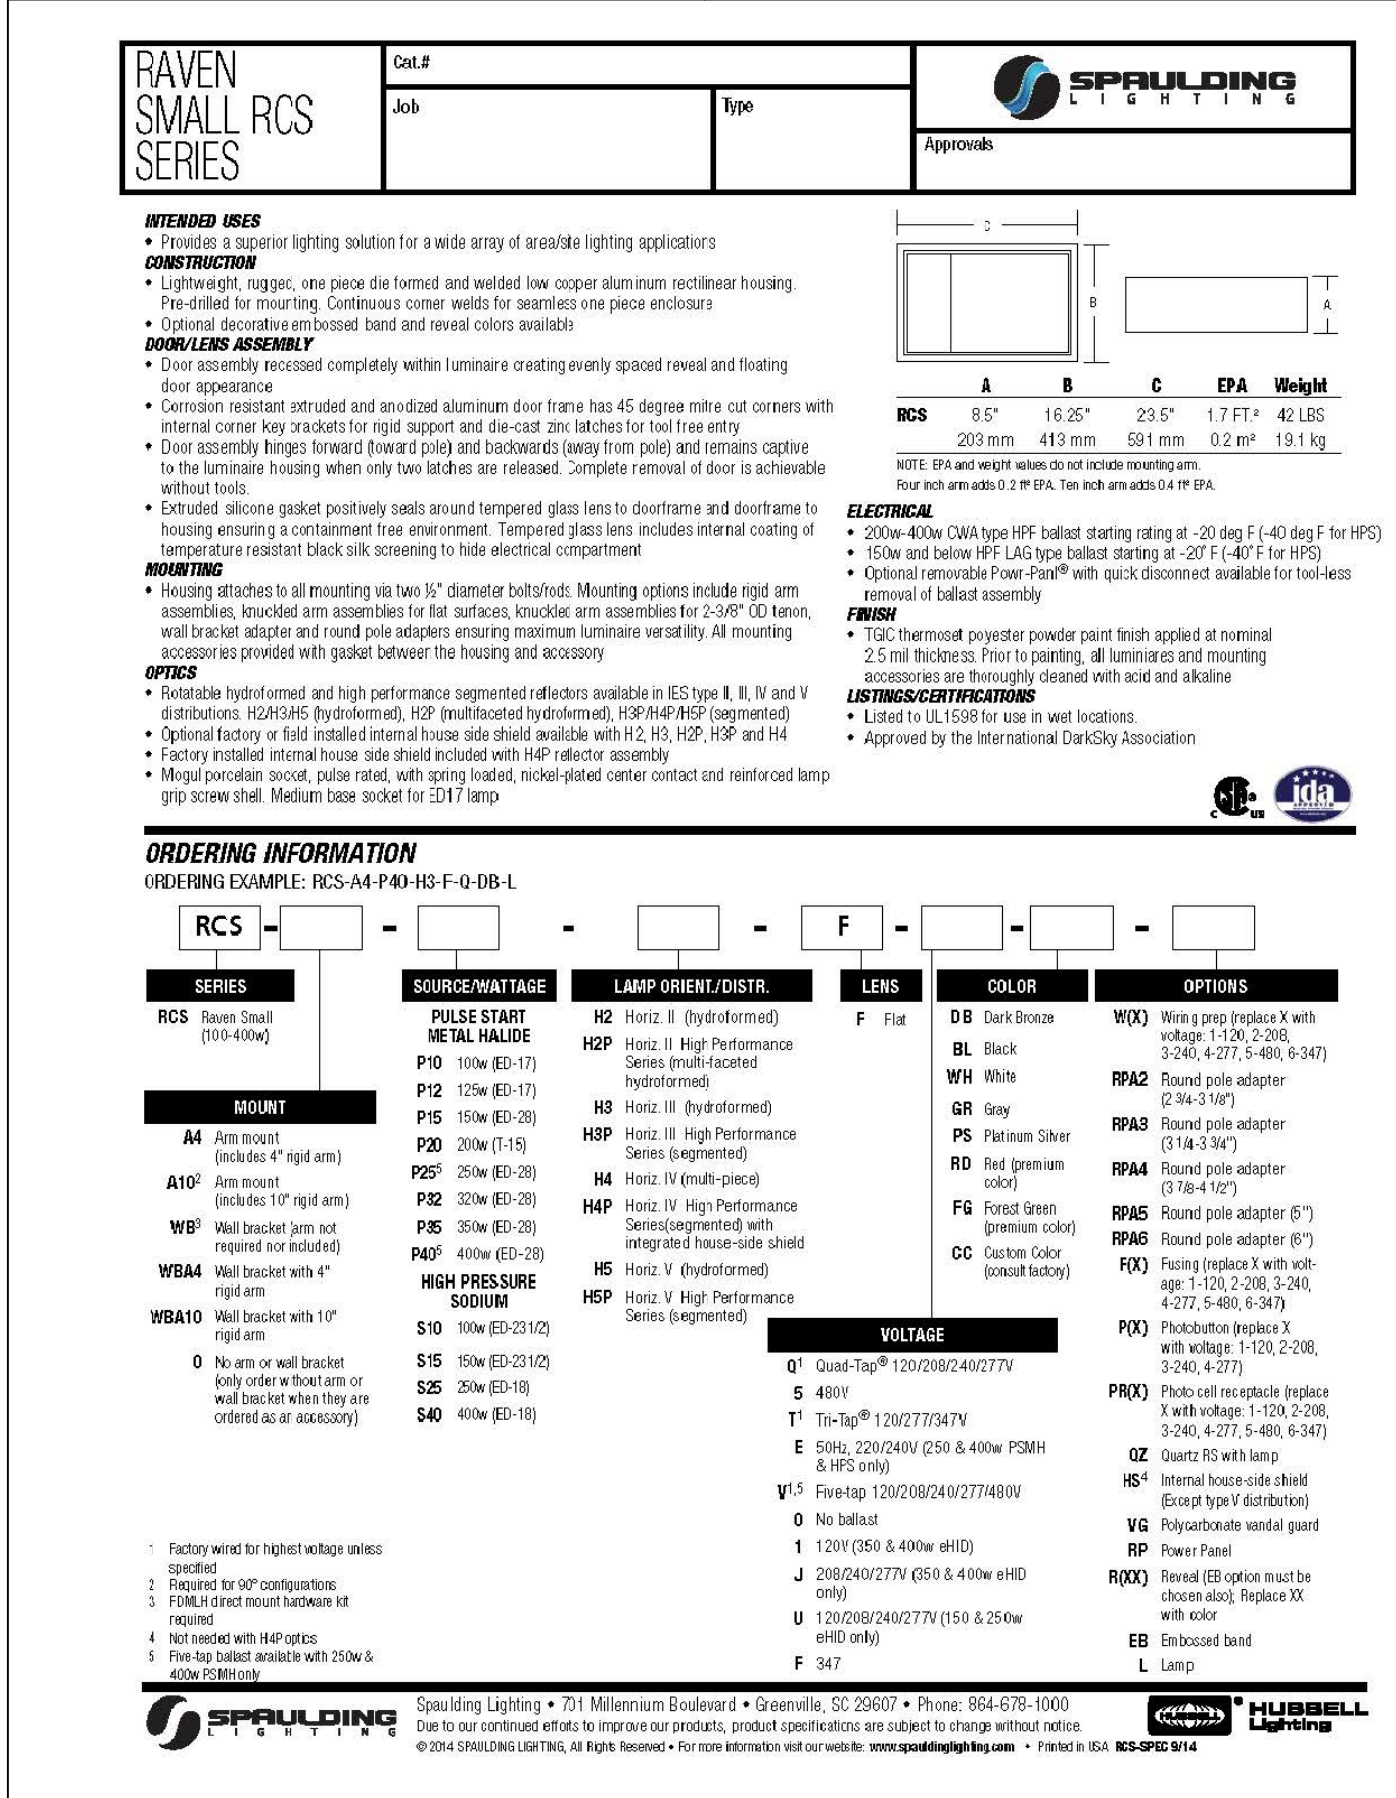 RAVEN
SMALL RCS
SERIES
Cat.#
Job
Type
SPAULDING
LIGHTING
Approvals
INTENDED USES
• Provides a superior lighting solution for a wide array of area/site lighting applications
CONSTRUCTION
• Lightweight, rugged, one piece die formed and welded low copper aluminum rectilinear housing.
Pre-drilled for mounting. Continuous corner welds for seamless one piece enclosure
• Optional decorative embossed band and reveal colors available
DOOR/LENS ASSEMBLY
• Door assembly recessed completely within luminaire creating evenly spaced reveal and floating
door appearance
• Corrosion resistant extruded and anodized aluminum door frame has 45 degree mitre cut corners with
internal corner key brackets for rigid support and die-cast zinc latches for tool free entry
• Door assembly hinges forward (toward pole) and backwards (away from pole) and remains captive
to the luminaire housing when only two latches are released. Complete removal of door is achievable
without tools.
• Extruded silicone gasket positively seals around tempered glass lens to doorframe and doorframe to
housing ensuring a containment free environment. Tempered glass lens includes internal coating of
temperature resistant black silk screening to hide electrical compartment
MOUNTING
• Housing attaches to all mounting via two ½" diameter bolts/rods. Mounting options include rigid arm
assemblies, knuckled arm assemblies for flat surfaces, knuckled arm assemblies for 2-3/8" OD tenon,
wall bracket adapter and round pole adapters ensuring maximum luminaire versatility. All mounting
accessories provided with gasket between the housing and accessory
OPTICS
• Rotatable hydroformed and high performance segmented reflectors available in IES type II, III, IV and V
distributions. H2/H3/H5 (hydroformed), H2P (multifaceted hydroformed), H3P/H4P/H5P (segmented)
• Optional factory or field installed internal house side shield available with H2, H3, H2P, H3P and H4
• Factory installed internal house side shield included with H4P reflector assembly
• Mogul porcelain socket, pulse rated, with spring loaded, nickel-plated center contact and reinforced lamp
grip screw shell. Medium base socket for ED17 lamp
C
B
A
A B C EPA Weight
RCS 8.5" 16.25" 23.5" 1.7 FT.² 42 LBS
203 mm 413 mm 591 mm 0.2 m² 19.1 kg
NOTE: EPA and weight values do not include mounting arm.
Four inch arm adds 0.2 ft² EPA. Ten inch arm adds 0.4 ft² EPA.
ELECTRICAL
• 200w-400w CWA type HPF ballast starting rating at -20 deg F (-40 deg F for HPS)
• 150w and below HPF LAG type ballast starting at -20° F (-40° F for HPS)
• Optional removable Powr-Panl® with quick disconnect available for tool-less
removal of ballast assembly
FINISH
• TGIC thermoset poyester powder paint finish applied at nominal
2.5 mil thickness. Prior to painting, all luminiares and mounting
accessories are thoroughly cleaned with acid and alkaline
LISTINGS/CERTIFICATIONS
• Listed to UL1598 for use in wet locations.
• Approved by the International DarkSky Association
C US
ida
APPROVED
ORDERING INFORMATION
ORDERING EXAMPLE: RCS-A4-P40-H3-F-Q-DB-L
RCS - - - - F - - -
SERIES
RCS Raven Small
(100-400w)
MOUNT
A4 Arm mount
(includes 4" rigid arm)
A10² Arm mount
(includes 10" rigid arm)
WB³ Wall bracket (arm not
required nor included)
WBA4 Wall bracket with 4"
rigid arm
WBA10 Wall bracket with 10"
rigid arm
0 No arm or wall bracket
(only order without arm or
wall bracket when they are
ordered as an accessory)
SOURCE/WATTAGE
PULSE START
METAL HALIDE
P10 100w (ED-17)
P12 125w (ED-17)
P15 150w (ED-28)
P20 200w (T-15)
P25⁵ 250w (ED-28)
P32 320w (ED-28)
P35 350w (ED-28)
P40⁵ 400w (ED-28)
HIGH PRESSURE
SODIUM
S10 100w (ED-231/2)
S15 150w (ED-231/2)
S25 250w (ED-18)
S40 400w (ED-18)
LAMP ORIENT./DISTR.
H2 Horiz. II (hydroformed)
H2P Horiz. II High Performance
Series (multi-faceted
hydroformed)
H3 Horiz. III (hydroformed)
H3P Horiz. III High Performance
Series (segmented)
H4 Horiz. IV (multi-piece)
H4P Horiz. IV High Performance
Series(segmented) with
integrated house-side shield
H5 Horiz. V (hydroformed)
H5P Horiz. V High Performance
Series (segmented)
LENS
F Flat
VOLTAGE
Q¹ Quad-Tap® 120/208/240/277V
5 480V
T¹ Tri-Tap® 120/277/347V
E 50Hz, 220/240V (250 & 400w PSMH
& HPS only)
V¹,⁵ Five-tap 120/208/240/277/480V
0 No ballast
1 120V (350 & 400w eHID)
J 208/240/277V (350 & 400w eHID
only)
U 120/208/240/277V (150 & 250w
eHID only)
F 347
COLOR
DB Dark Bronze
BL Black
WH White
GR Gray
PS Platinum Silver
RD Red (premium
color)
FG Forest Green
(premium color)
CC Custom Color
(consult factory)
OPTIONS
W(X) Wiring prep (replace X with
voltage: 1-120, 2-208,
3-240, 4-277, 5-480, 6-347)
RPA2 Round pole adapter
(2 3/4-3 1/8")
RPA3 Round pole adapter
(3 1/4-3 3/4")
RPA4 Round pole adapter
(3 7/8-4 1/2")
RPA5 Round pole adapter (5")
RPA6 Round pole adapter (6")
F(X) Fusing (replace X with volt-
age: 1-120, 2-208, 3-240,
4-277, 5-480, 6-347)
P(X) Photobutton (replace X
with voltage: 1-120, 2-208,
3-240, 4-277)
PR(X) Photo cell receptacle (replace
X with voltage: 1-120, 2-208,
3-240, 4-277, 5-480, 6-347)
QZ Quartz RS with lamp
HS⁴ Internal house-side shield
(Except type V distribution)
VG Polycarbonate vandal guard
RP Power Panel
R(XX) Reveal (EB option must be
chosen also); Replace XX
with color
EB Embossed band
L Lamp
1 Factory wired for highest voltage unless
specified
2 Required for 90° configurations
3 FDMLH direct mount hardware kit
required
4 Not needed with H4P optics
5 Five-tap ballast available with 250w &
400w PSMH only
SPAULDING
LIGHTING
Spaulding Lighting • 701 Millennium Boulevard • Greenville, SC 29607 • Phone: 864-678-1000
Due to our continued efforts to improve our products, product specifications are subject to change without notice.
© 2014 SPAULDING LIGHTING, All Rights Reserved • For more information visit our website: www.spauldinglighting.com • Printed in USA RCS-SPEC 9/14
HUBBELL
HUBBELL
Lighting